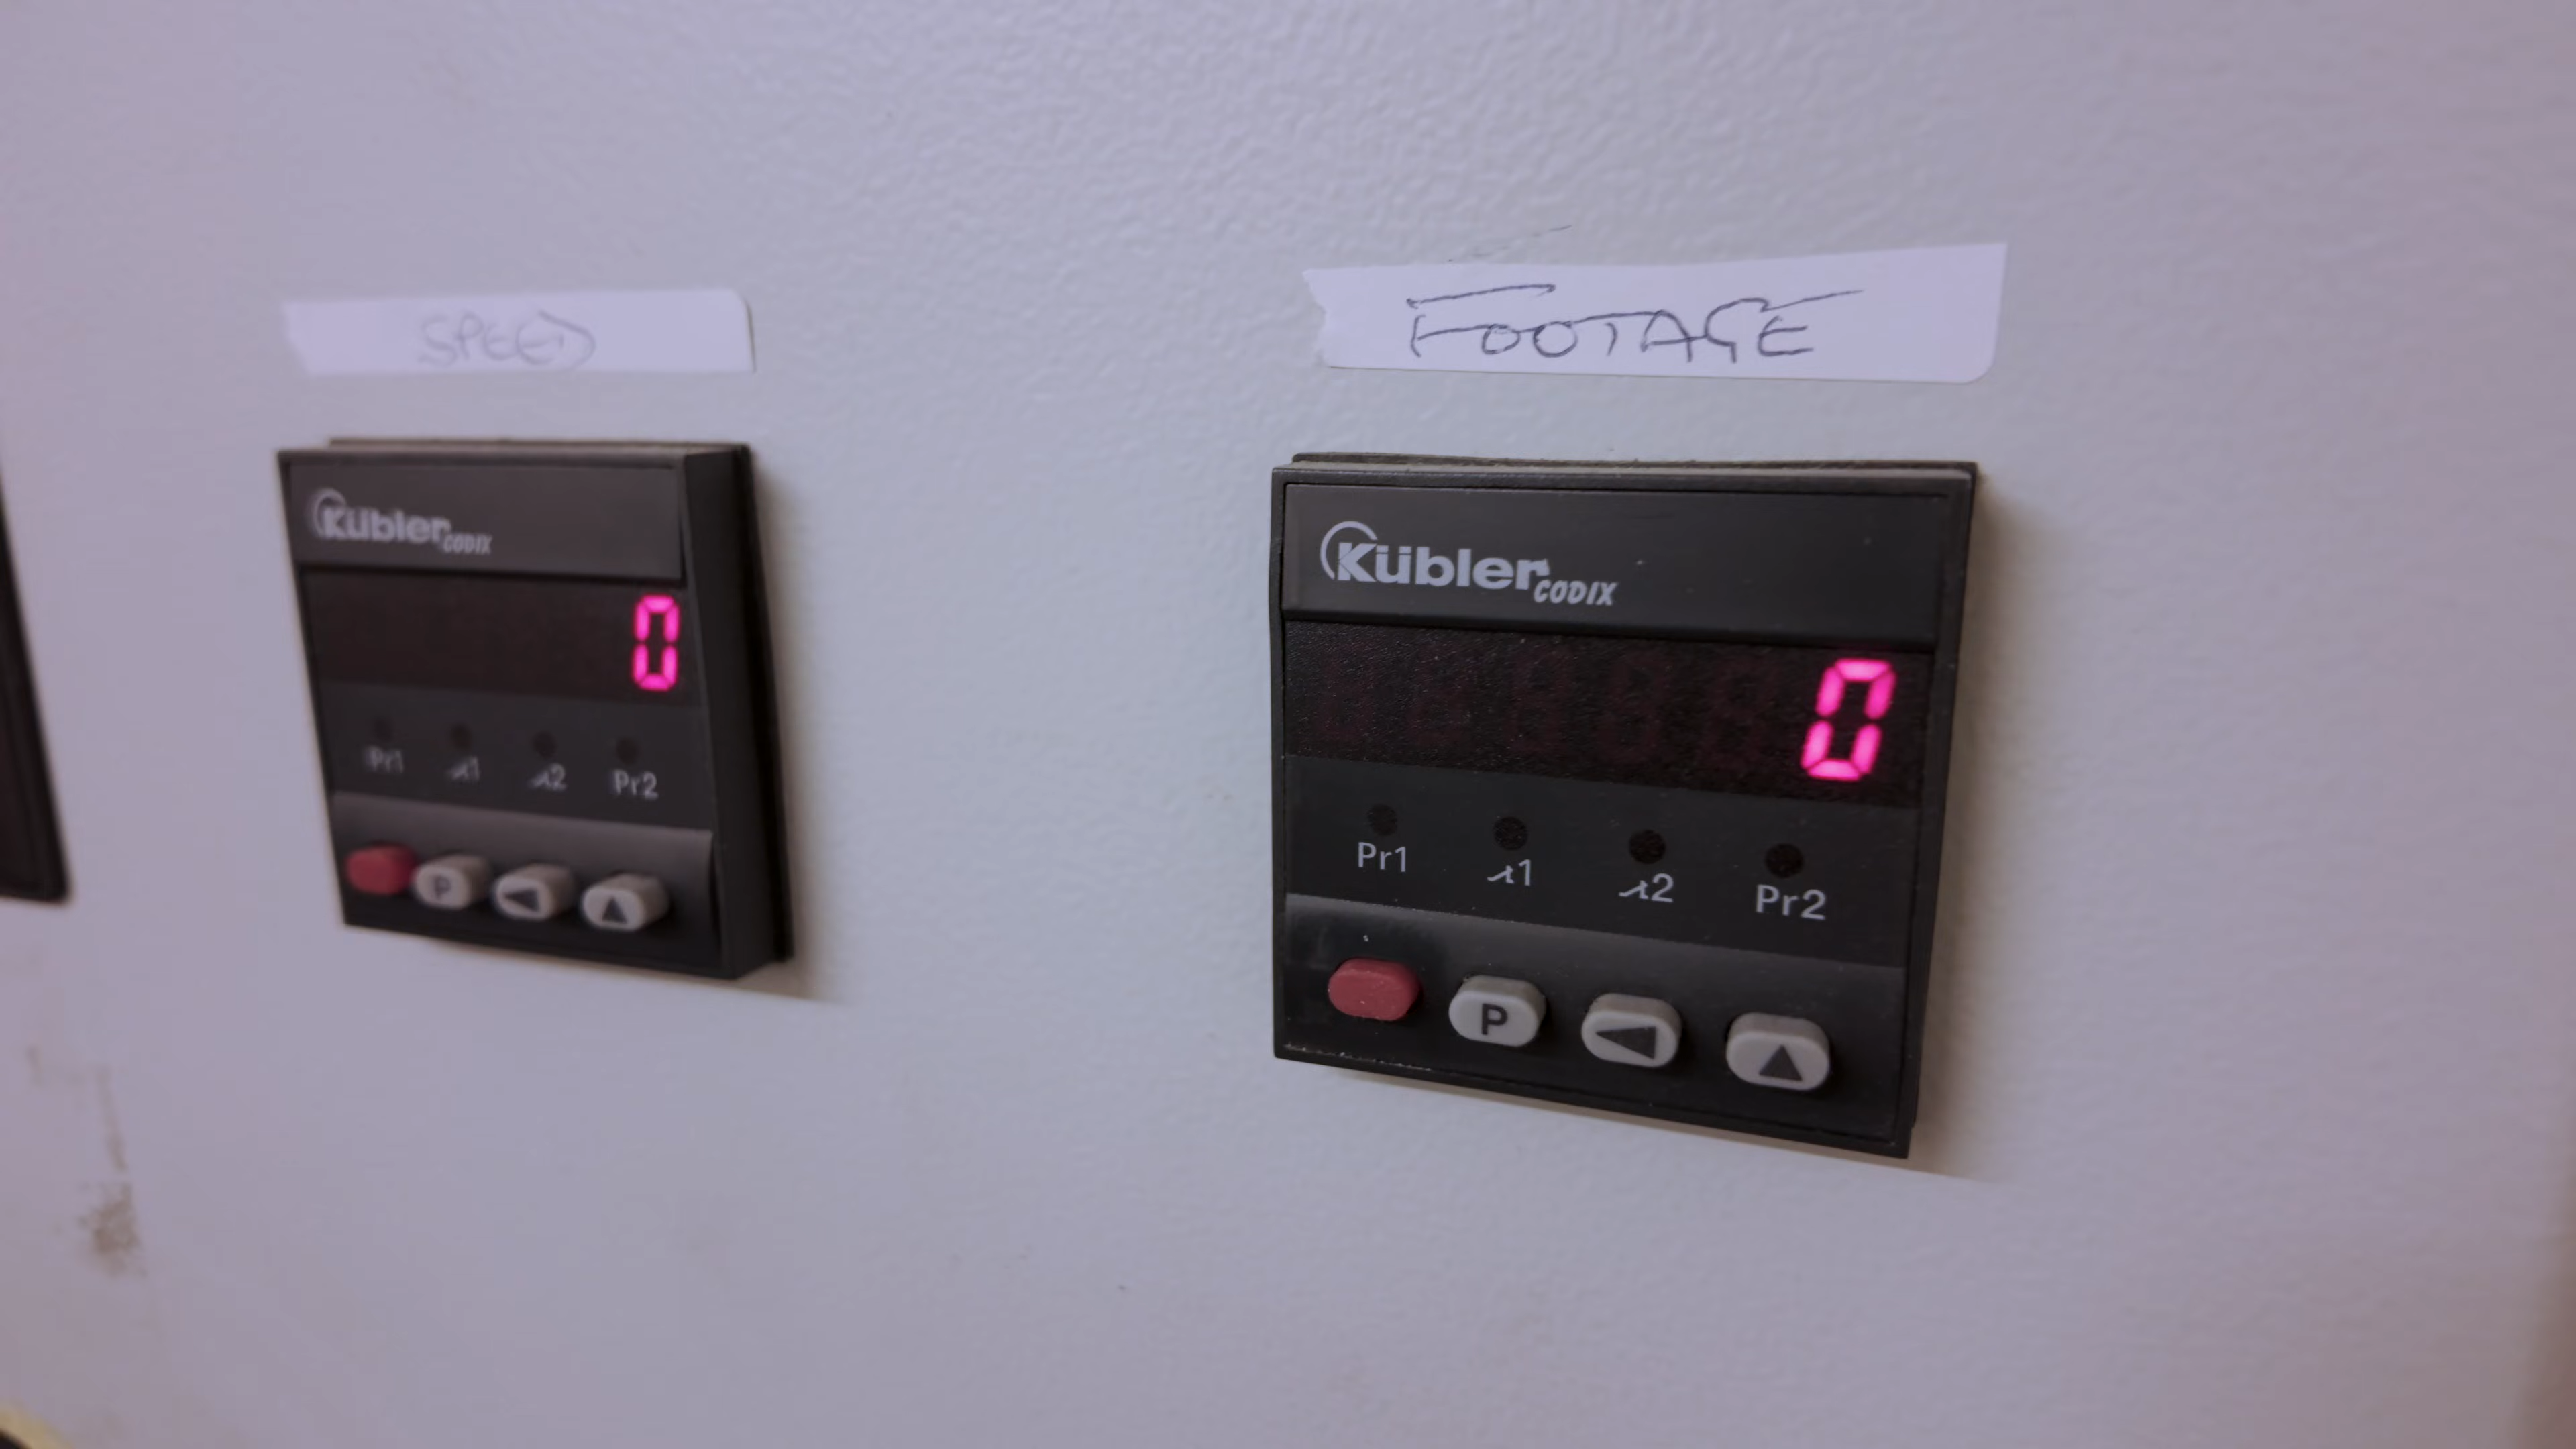 SPEED
Kübler CODIX
0
Pr1 1 2 Pr2
P
FOOTAGE
Kübler CODIX
0
Pr1 1 2 Pr2
P